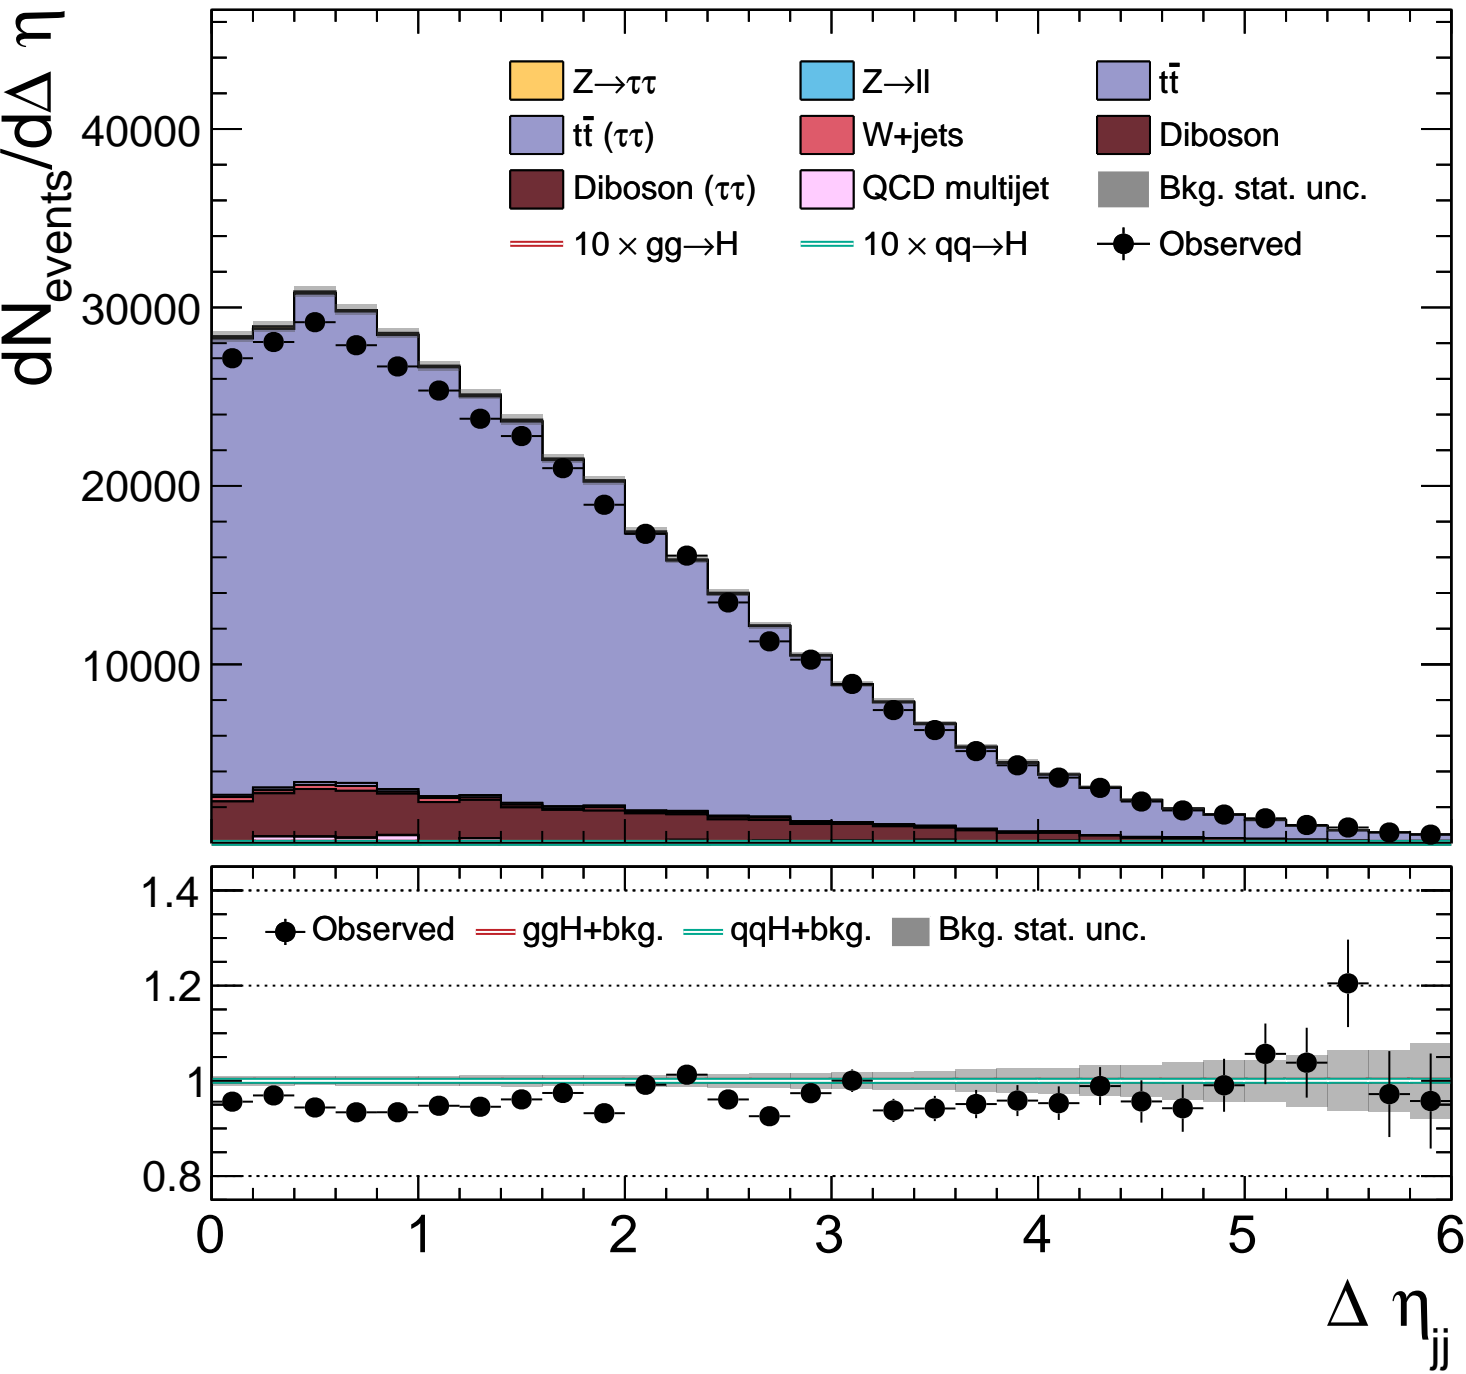 dN_events/dΔ η
40000
30000
20000
10000
Z→ττ
Z→ll
tt̄
tt̄ (ττ)
W+jets
Diboson
Diboson (ττ)
QCD multijet
Bkg. stat. unc.
10 × gg→H
10 × qq→H
Observed
1.4
1.2
1
0.8
Observed
ggH+bkg.
qqH+bkg.
Bkg. stat. unc.
0 1 2 3 4 5 6
Δ η_jj